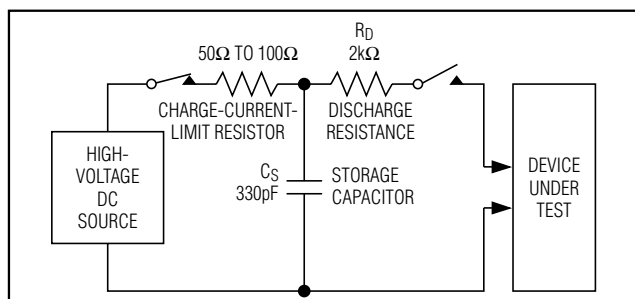 50Ω TO 100Ω
CHARGE-CURRENT-
LIMIT RESISTOR
R_D
2kΩ
DISCHARGE
RESISTANCE
HIGH-
VOLTAGE
DC
SOURCE
C_S
330pF
STORAGE
CAPACITOR
DEVICE
UNDER
TEST